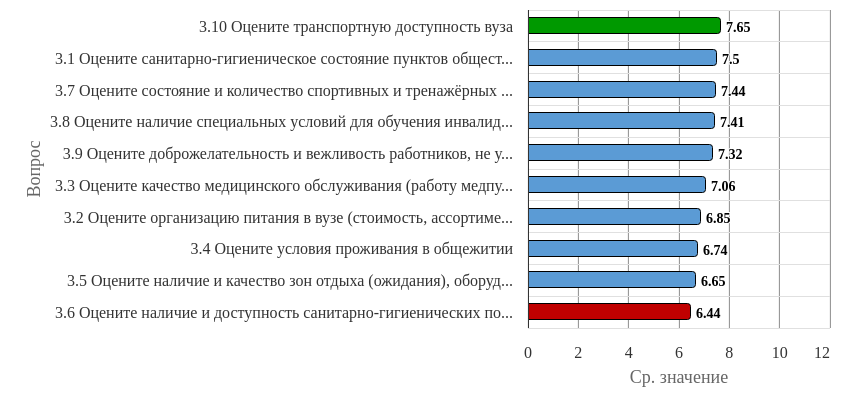 3.10 Оцените транспортную доступность вуза 7.65
3.1 Оцените санитарно-гигиеническое состояние пунктов общест... 7.5
3.7 Оцените состояние и количество спортивных и тренажёрных ... 7.44
3.8 Оцените наличие специальных условий для обучения инвалид... 7.41
3.9 Оцените доброжелательность и вежливость работников, не у... 7.32
3.3 Оцените качество медицинского обслуживания (работу медпу... 7.06
3.2 Оцените организацию питания в вузе (стоимость, ассортиме... 6.85
3.4 Оцените условия проживания в общежитии 6.74
3.5 Оцените наличие и качество зон отдыха (ожидания), оборуд... 6.65
3.6 Оцените наличие и доступность санитарно-гигиенических по... 6.44
Вопрос
0 2 4 6 8 10 12
Ср. значение